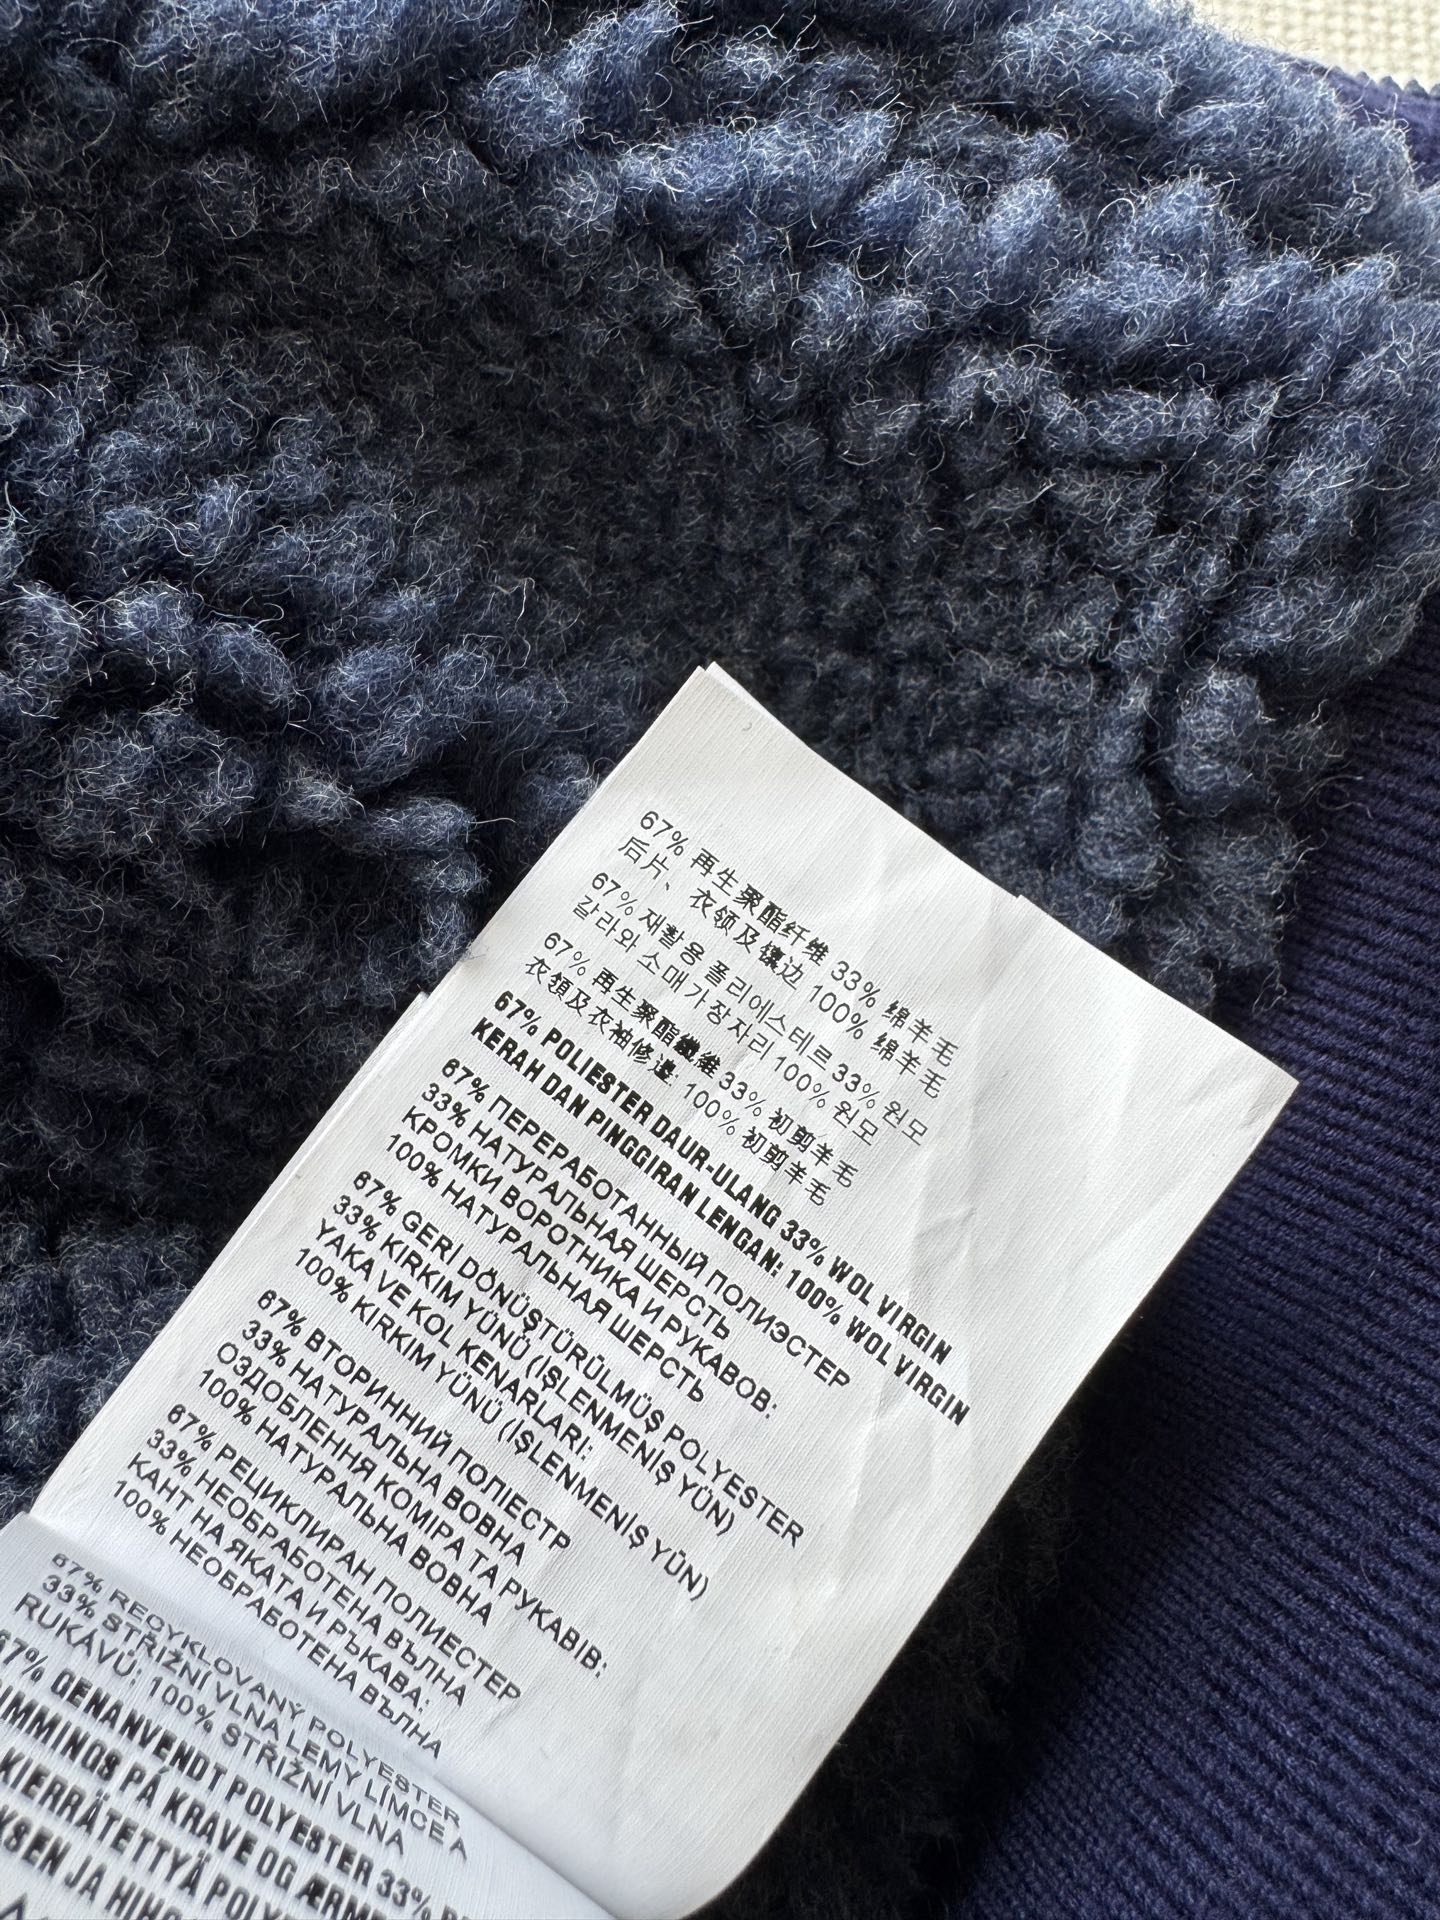 67% 再生聚酯纤维 33% 绵羊毛
后片、衣领及镶边 100% 绵羊毛
67% 재활용 폴리에스테르 33% 원모
칼라와 소매가장자리 100% 원모
67% 再生聚酯纖維 33% 初剪羊毛
衣領及衣袖修邊: 100% 初剪羊毛
67% POLIESTER DAUR-ULANG 33% WOL VIRGIN
KERAH DAN PINGGIRAN LENGAN: 100% WOL VIRGIN
67% ПЕРЕРАБОТАННЫЙ ПОЛИЭСТЕР
33% НАТУРАЛЬНАЯ ШЕРСТЬ
КРОМКИ ВОРОТНИКА И РУКАВОВ:
100% НАТУРАЛЬНАЯ ШЕРСТЬ
67% GERİ DÖNÜŞTÜRÜLMÜŞ POLYESTER
33% KIRKIM YÜNÜ (İŞLENMENİŞ YÜN)
YAKA VE KOL KENARLARI:
100% KIRKIM YÜNÜ (İŞLENMENİŞ YÜN)
67% ВТОРИННИЙ ПОЛІЕСТР
33% НАТУРАЛЬНА ВОВНА
ОЗДОБЛЕННЯ КОМІРА ТА РУКАВІВ:
100% НАТУРАЛЬНА ВОВНА
67% РЕЦИКЛИРАН ПОЛИЕСТЕР
33% НЕОБРАБОТЕНА ВЪЛНА
КАНТ НА ЯКАТА И РЪКАВА:
100% НЕОБРАБОТЕНА ВЪЛНА
67% RECYKLOVANÝ POLYESTER
33% STŘIŽNÍ VLNA LEMY LÍMCE A
RUKÁVŮ: 100% STŘIŽNÍ VLNA
67% GENANVENDT POLYESTER 33%
PÅ KRAVE OG